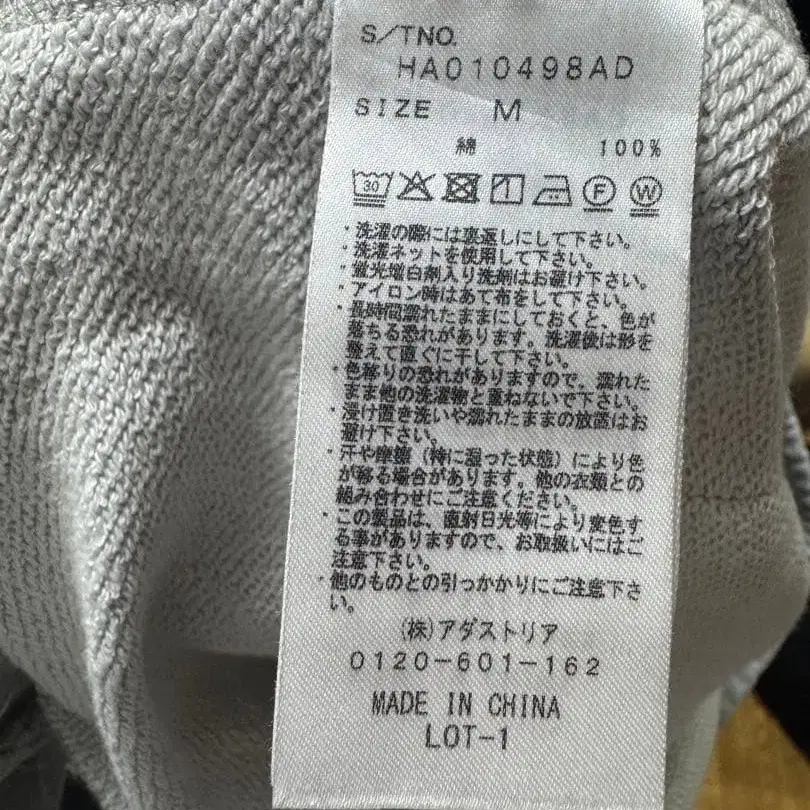 S/TNO.
HA010498AD
SIZE M
綿 100%
30 F W
・洗濯の際には裏返しにして下さい。
・洗濯ネットを使用して下さい。
・蛍光増白剤入り洗剤はお避け下さい。
・アイロン時はあて布をして下さい。
・長時間濡れたままにしておくと、色が
落ちる恐れがあります。洗濯後は形を
整えて直ぐに干して下さい。
・色移りの恐れがありますので、濡れた
まま他の洗濯物と重ねないで下さい。
・浸け置き洗いや濡れたままの放置はお
避け下さい。
・汗や摩擦（特に湿った状態）により色
が移る場合があります。他の衣類との
組み合わせにご注意ください。
・この製品は、直射日光等により変色す
る事がありますので、お取扱いにはご
注意下さい。
・他のものとの引っかかりにご注意下さ
い。
(株)アダストリア
0120-601-162
MADE IN CHINA
LOT-1